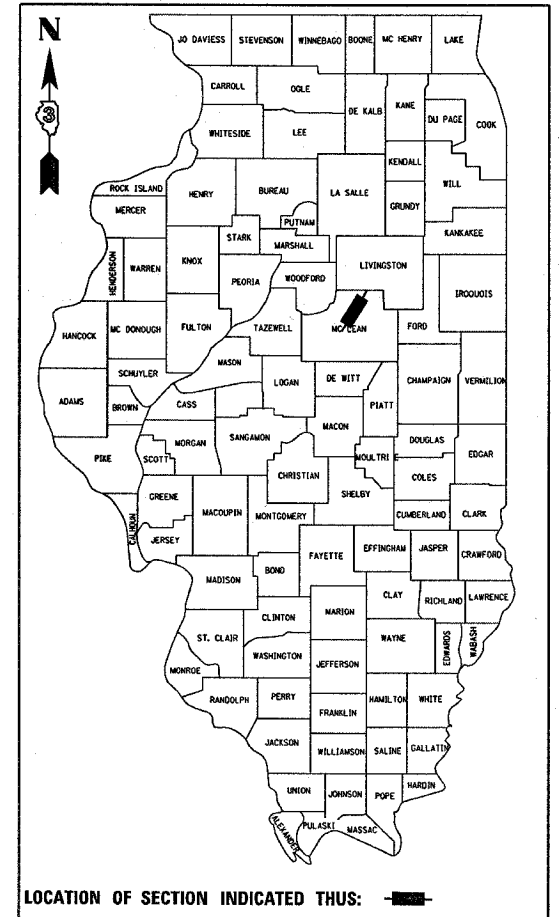 N
3
JO DAVIESS STEVENSON WINNEBAGO BOONE MC HENRY LAKE
CARROLL OGLE DE KALB KANE DU PAGE COOK
WHITESIDE LEE KENDALL WILL
ROCK ISLAND HENRY BUREAU LA SALLE GRUNDY
MERCER PUTNAM KANKAKEE
HENDERSON WARREN KNOX STARK MARSHALL LIVINGSTON
PEORIA WOODFORD IROQUOIS
HANCOCK MC DONOUGH FULTON TAZEWELL MC LEAN FORD
SCHUYLER MASON LOGAN DE WITT CHAMPAIGN VERMILION
ADAMS BROWN CASS PIATT
MORGAN SANGAMON MACON DOUGLAS
PIKE SCOTT CHRISTIAN MOULTRI COLES EDGAR
GREENE MACOUPIN MONTGOMERY SHELBY CUMBERLAND CLARK
CALHOUN JERSEY FAYETTE EFFINGHAM JASPER CRAWFORD
MADISON BOND CLAY RICHLAND LAWRENCE
CLINTON MARION WAYNE EDWARDS WABASH
ST. CLAIR WASHINGTON JEFFERSON
MONROE RANDOLPH PERRY HAMILTON WHITE
FRANKLIN
JACKSON WILLIAMSON SALINE GALLATIN
UNION JOHNSON POPE HARDIN
ALEXANDER PULASKI MASSAC
LOCATION OF SECTION INDICATED THUS: